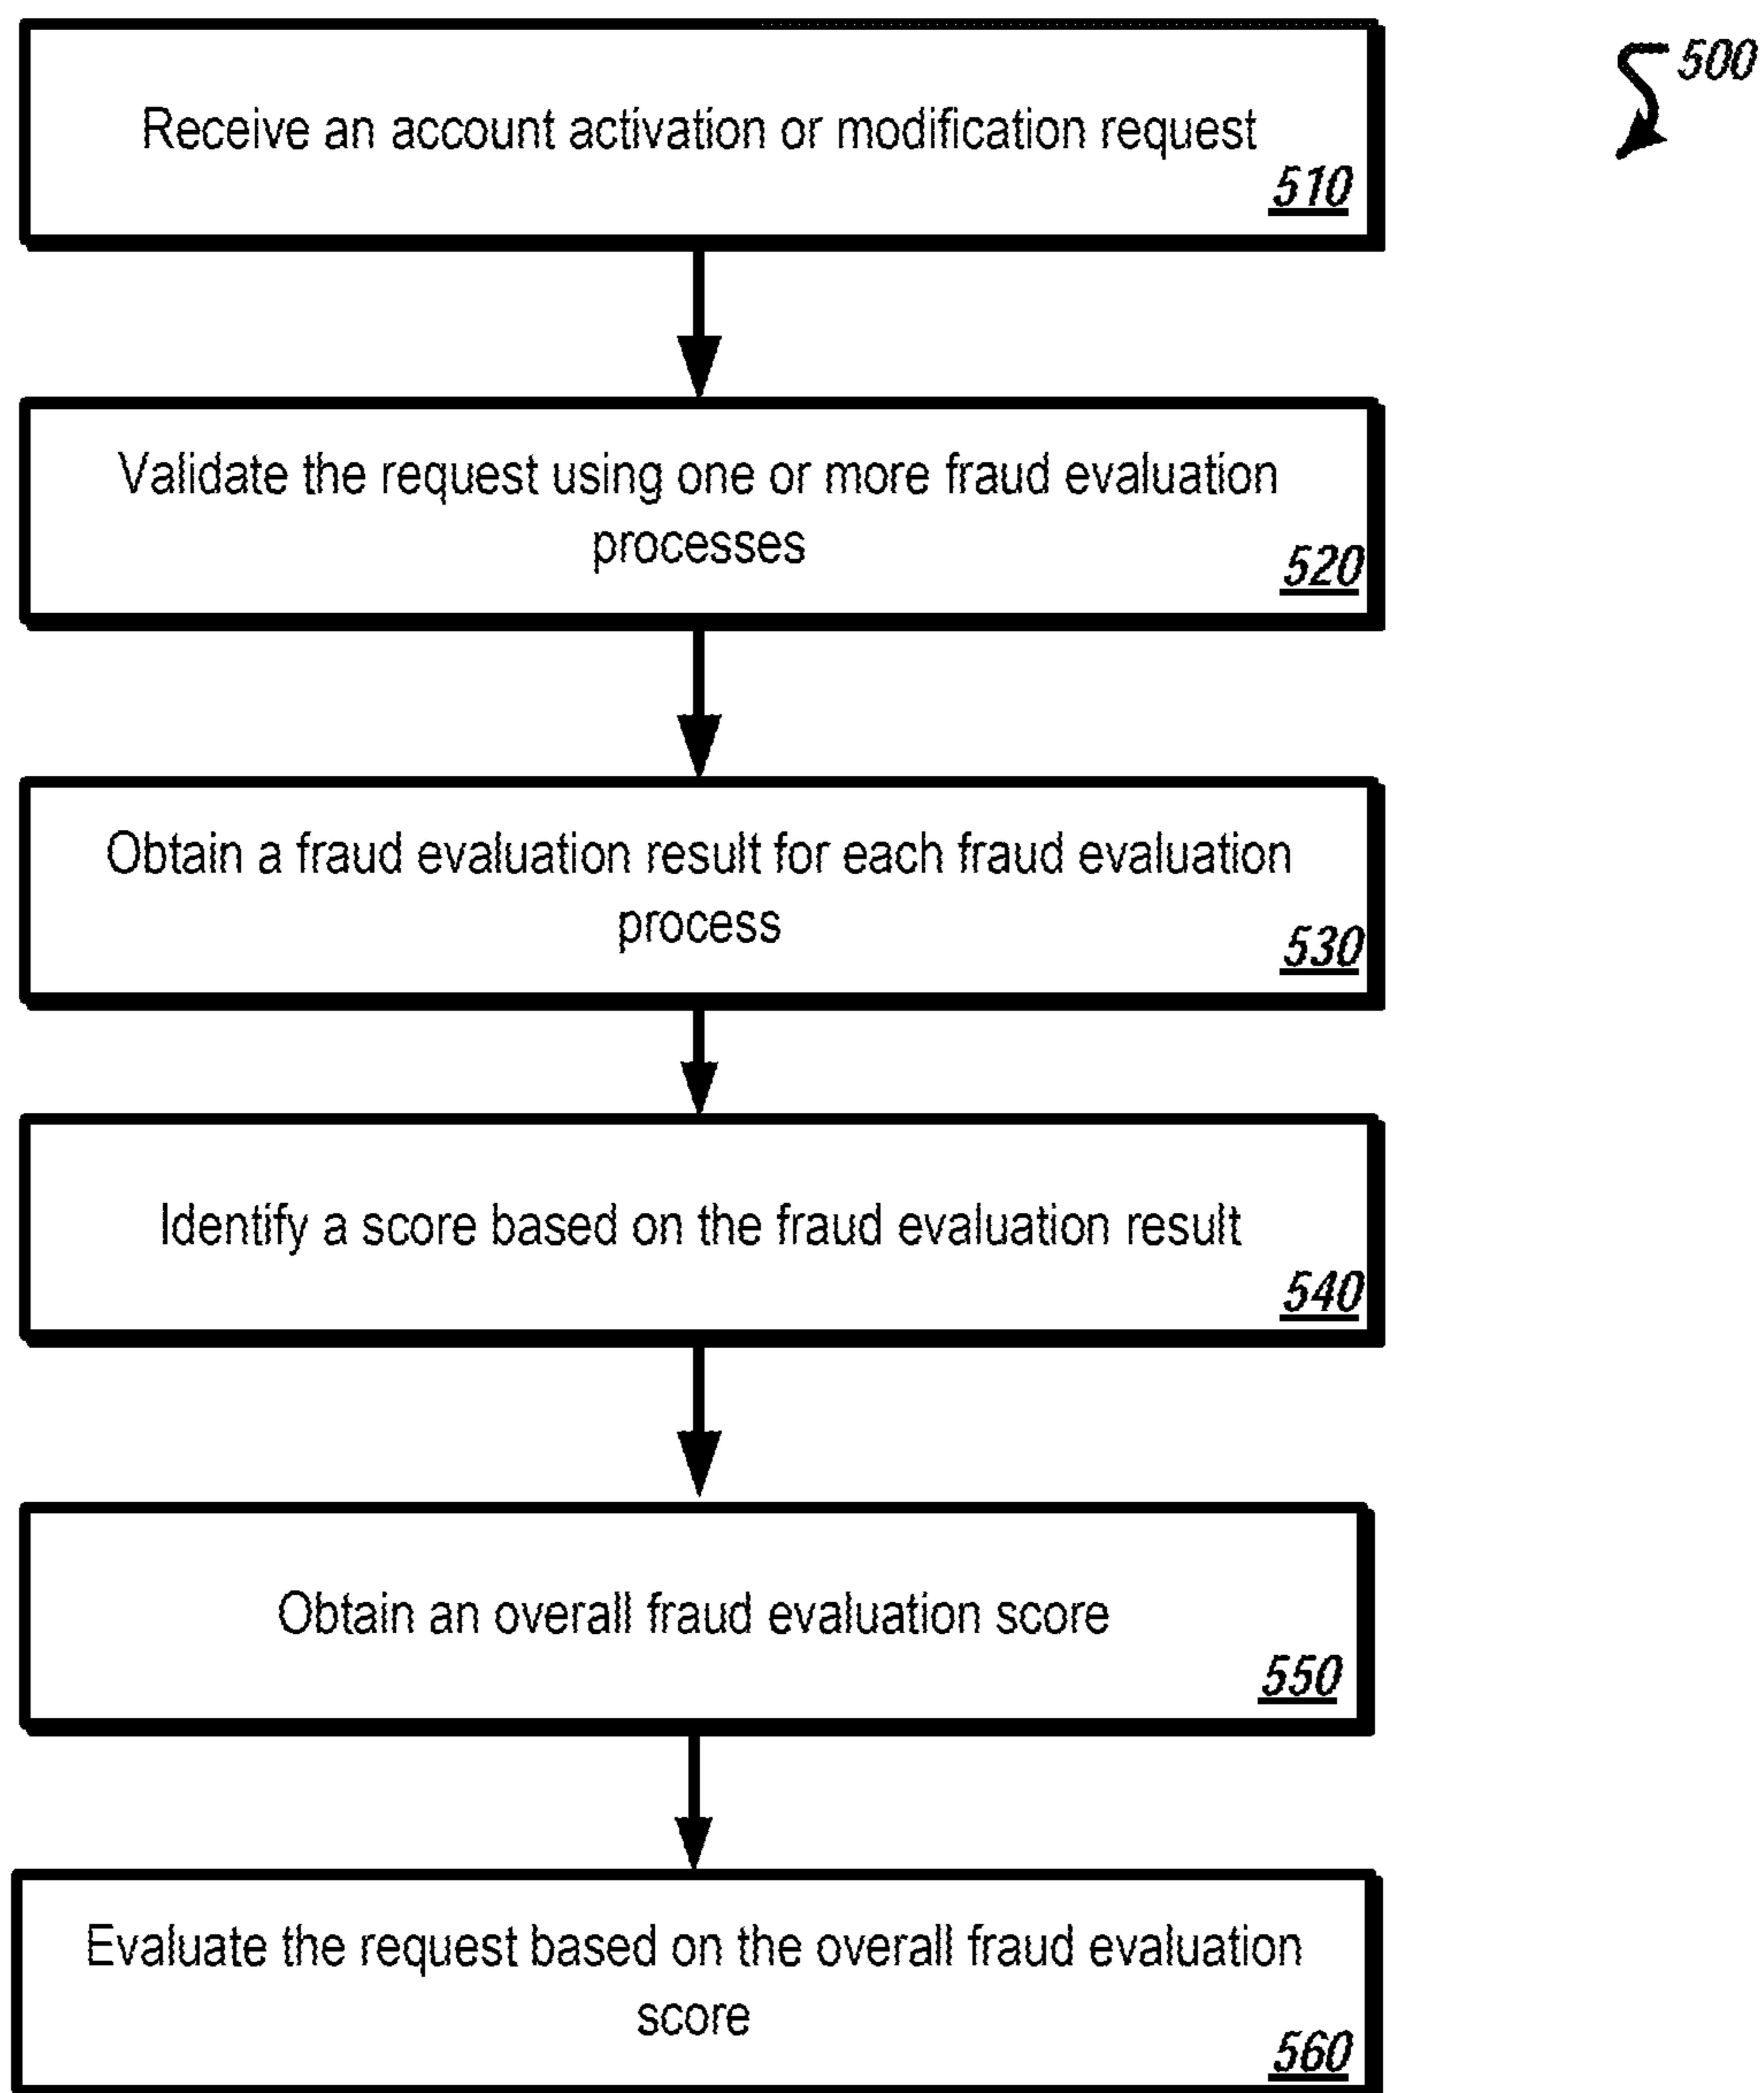 500
Receive an account activation or modification request
510
Validate the request using one or more fraud evaluation
processes
520
Obtain a fraud evaluation result for each fraud evaluation
process
530
Identify a score based on the fraud evaluation result
540
Obtain an overall fraud evaluation score
550
Evaluate the request based on the overall fraud evaluation
score
560